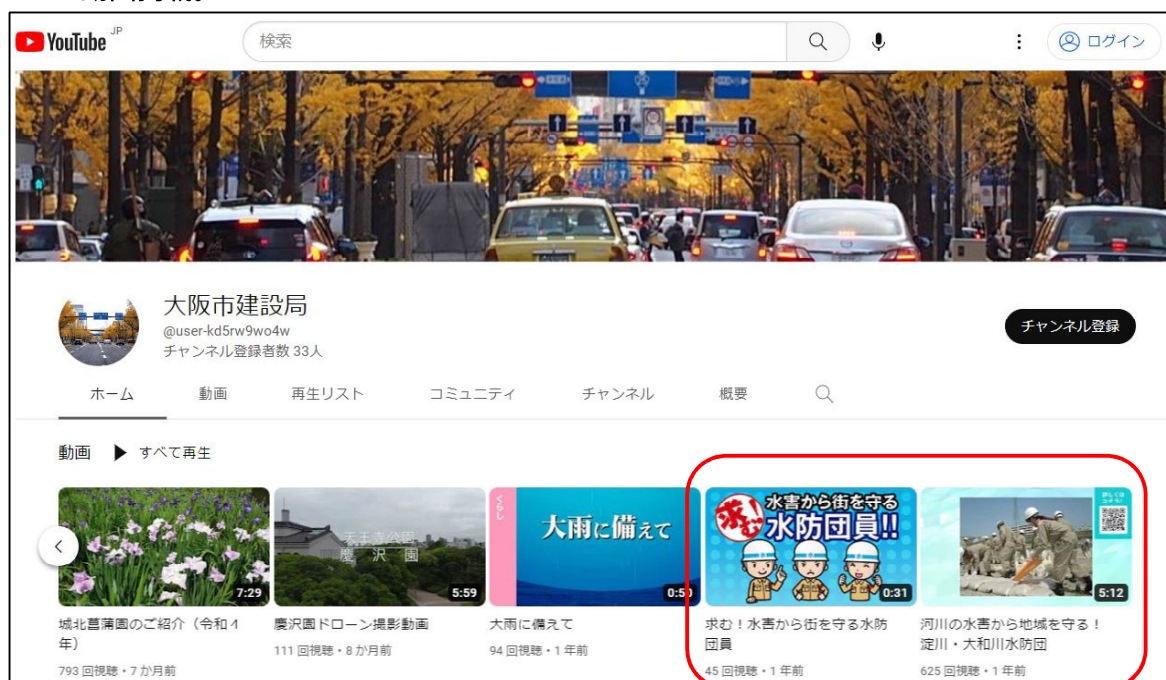 YouTube JP
検索
ログイン
大阪市建設局
@user-kd5rw9wo4w
チャンネル登録者数 33人
チャンネル登録
ホーム 動画 再生リスト コミュニティ チャンネル 概要
動画 ▶ すべて再生
7:29
天王寺公園
慶沢園
5:59
くらし
大雨に備えて
0:50
求む
水害から街を守る
水防団員!!
0:31
詳しくは
コチラ!
5:12
城北菖蒲園のご紹介（令和4
年）
793 回視聴・7 か月前
慶沢園ドローン撮影動画
111 回視聴・8 か月前
大雨に備えて
94 回視聴・1 年前
求む！水害から街を守る水防
団員
45 回視聴・1 年前
河川の水害から地域を守る！
淀川・大和川水防団
625 回視聴・1 年前